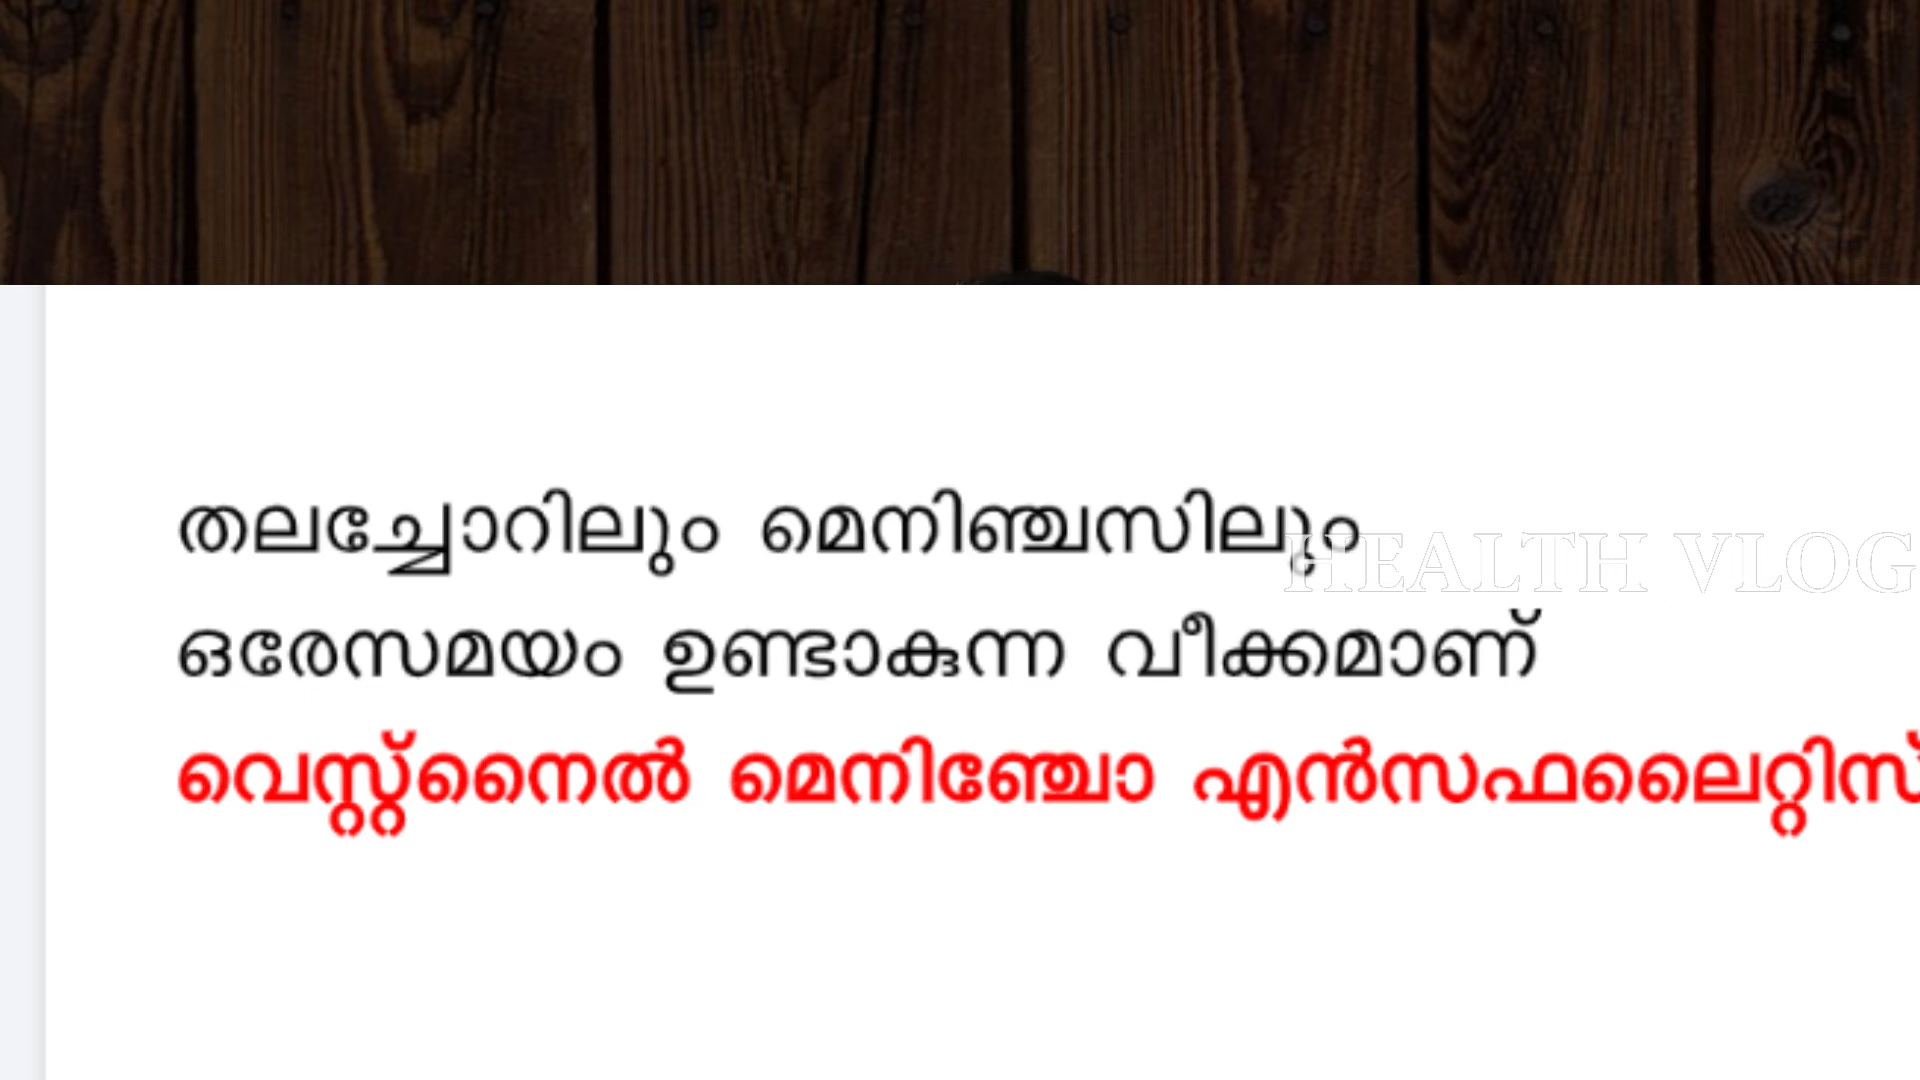 തലച്ചോറിലും മെനിഞ്ചസിലും
HEALTH VLOG
ഒരേസമയം ഉണ്ടാകുന്ന വീക്കമാണ്
വെസ്റ്റ്നൈൽ മെനിഞ്ചോ എൻസഫലൈറ്റിസ്